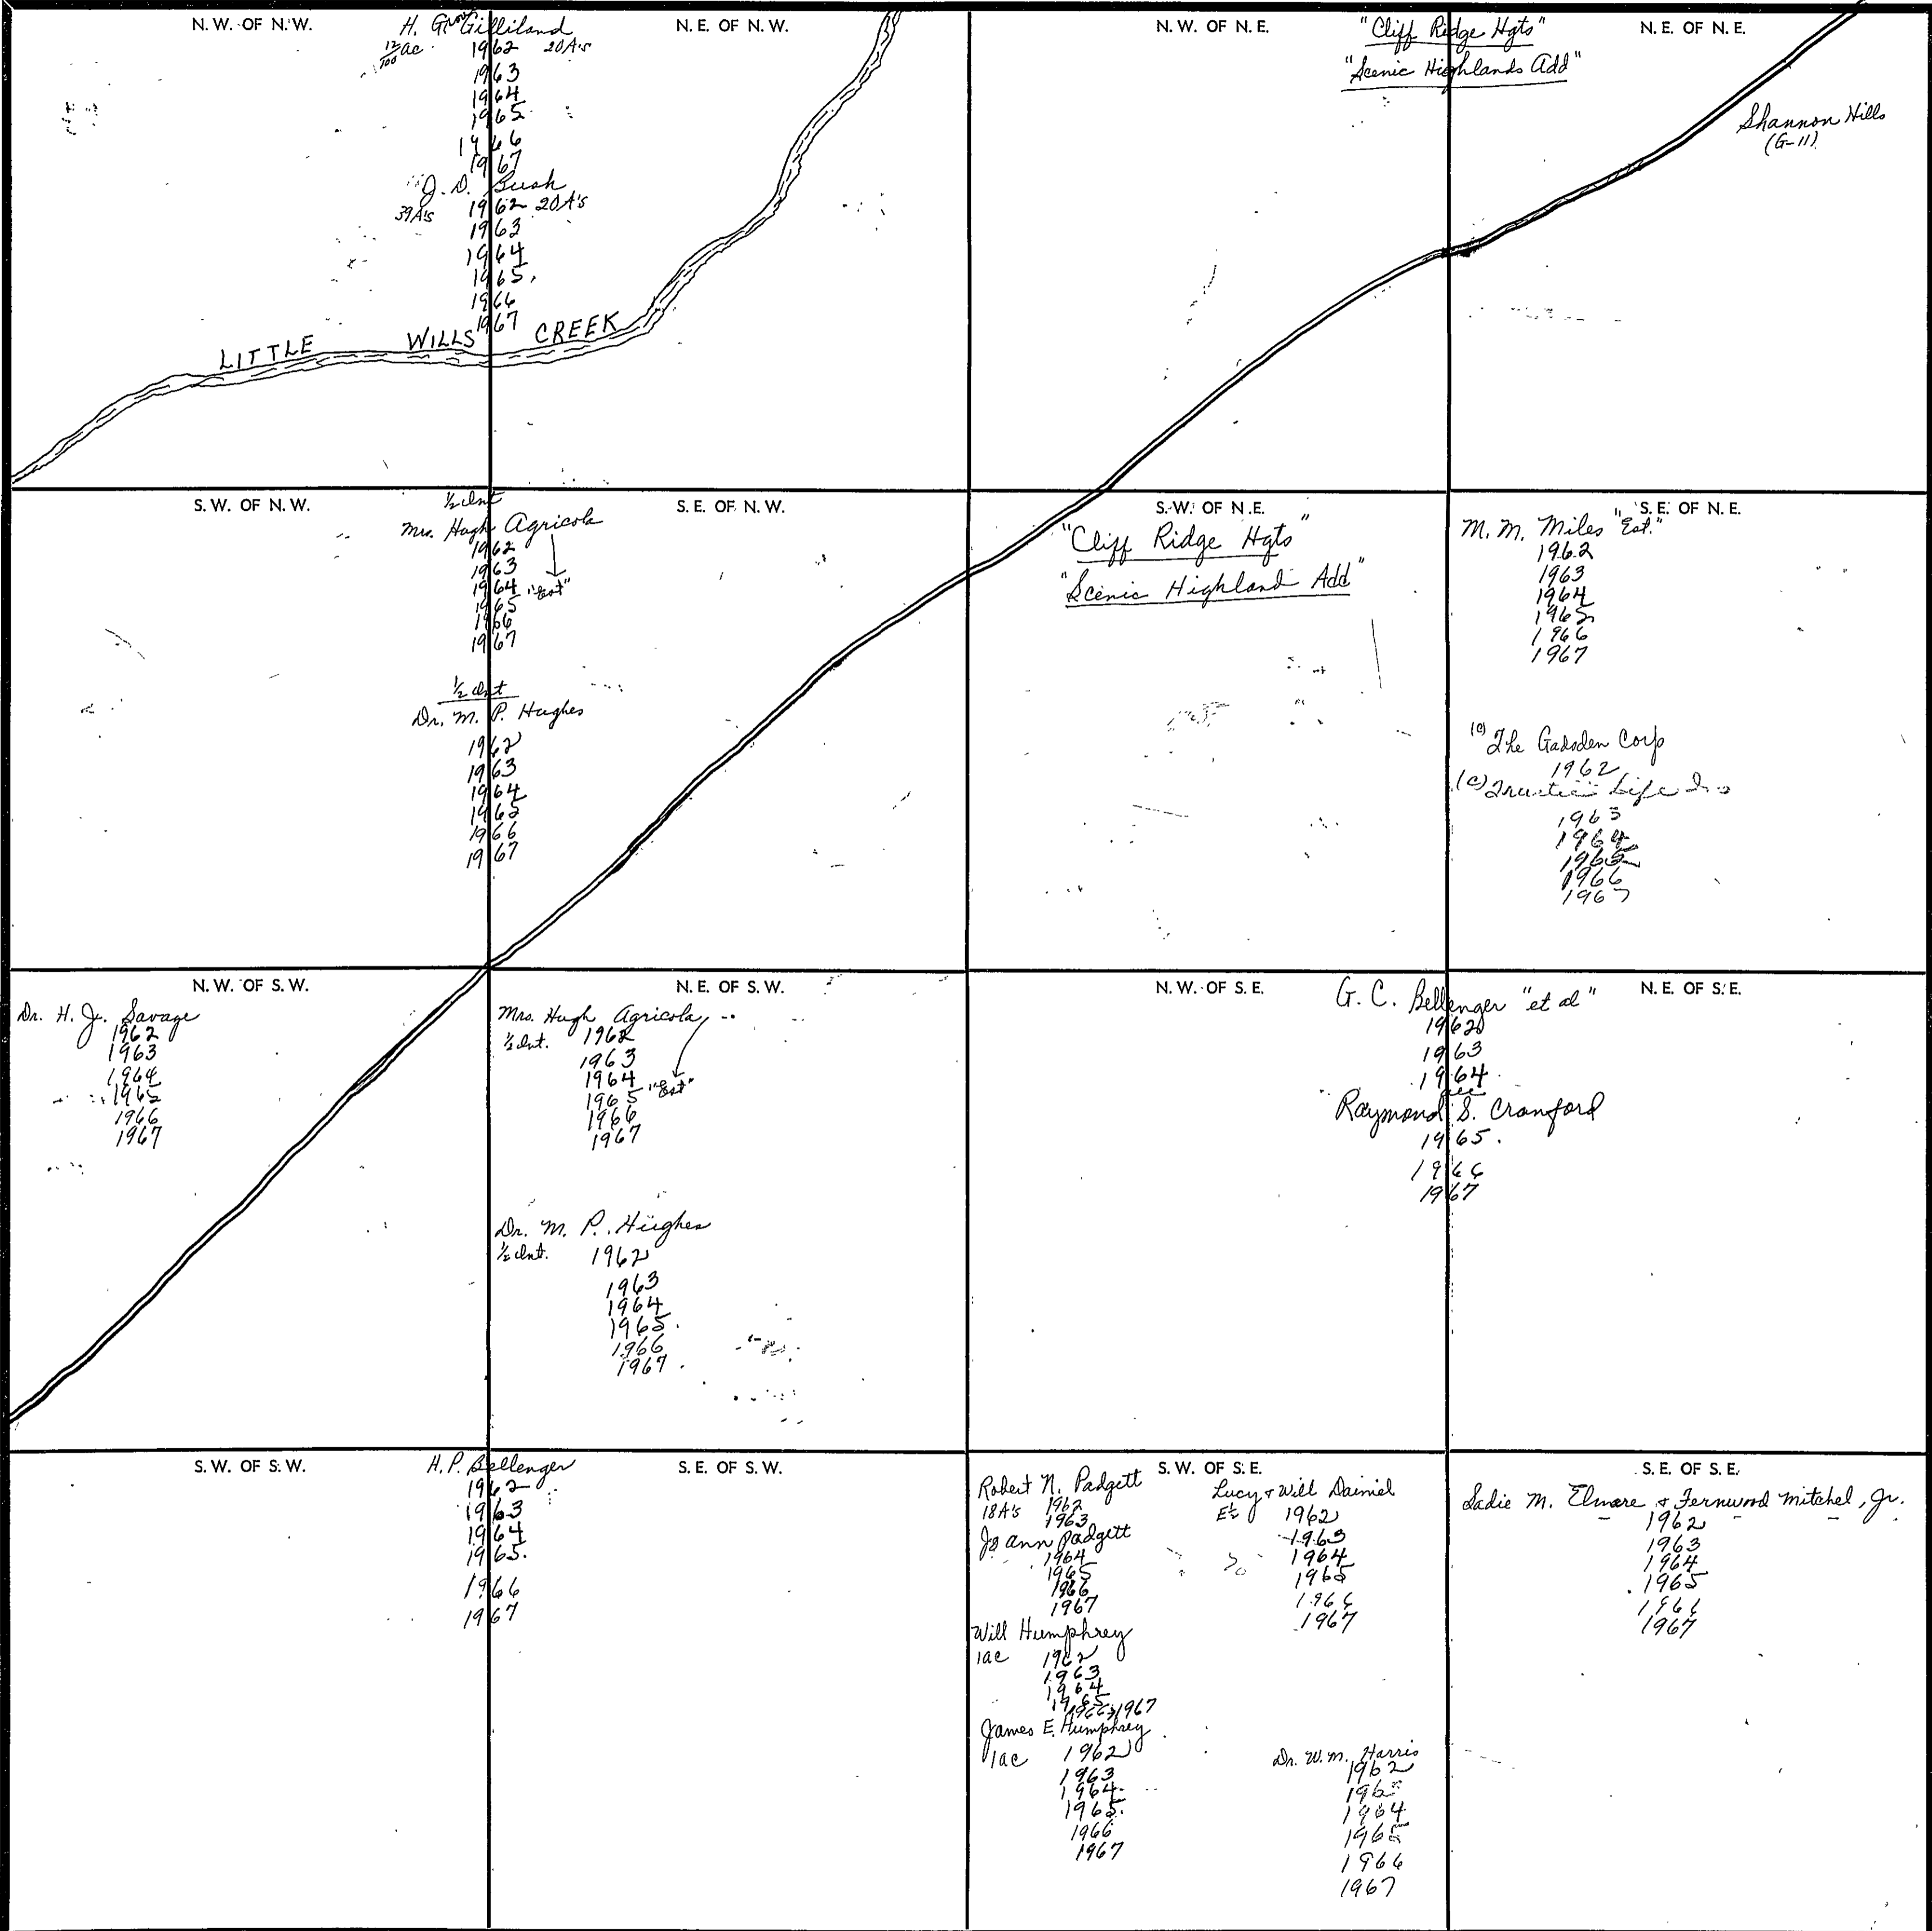 N. W. OF N. W.
H. Grover Gilliland
12/100 ac 1962 20A's
1963
1964
1965
1966
1967
J. D. Bush
39A's 1962 20A's
1963
1964
1965
1966
1967
LITTLE WILLS CREEK
N. E. OF N. W.
N. W. OF N. E.
"Cliff Ridge Hgts"
"Scenic Highlands Add"
N. E. OF N. E.
Shannon Hills
(G-11)
S. W. OF N. W.
½ Int
Mrs. Hugh Agricola
1962
1963
1964 "Est"
1965
1966
1967
½ Int
Dr. M. P. Hughes
1962
1963
1964
1965
1966
1967
S. E. OF N. W.
S. W. OF N. E.
"Cliff Ridge Hgts"
"Scenic Highland Add"
S. E. OF N. E.
M. M. Miles "Est."
1962
1963
1964
1965
1966
1967
(c) The Gadsden Corp
1962
(c) Life
1963
1964
1965
1966
1967
N. W. OF S. W.
Dr. H. J. Savage
1962
1963
1964
1965
1966
1967
N. E. OF S. W.
Mrs. Hugh Agricola
½ Int. 1962
1963
1964
1965 "Est"
1966
1967
Dr. M. P. Hughes
½ Int. 1962
1963
1964
1965
1966
1967
N. W. OF S. E.
G. C. Bellenger "et al"
1962
1963
1964
Raymond S. Cranford
1965
1966
1967
N. E. OF S. E.
S. W. OF S. W.
H. P. Bellenger
1962
1963
1964
1965
1966
1967
S. E. OF S. W.
S. W. OF S. E.
Robert N. Padgett
18A's 1962
1963
Jo Ann Padgett
1964
1965
1966
1967
Will Humphrey
1ac 1962
1963
1964
1965
1966 1967
James E. Humphrey
1ac 1962
1963
1964
1965
1966
1967
Lucy & Will Dainiel
E½ 1962
1963
1964
1965
1966
1967
Dr. W. M. Harris
1962
1963
1964
1965
1966
1967
S. E. OF S. E.
Sadie M. Elmore & Fernwood Mitchel, Jr.
1962
1963
1964
1965
1966
1967